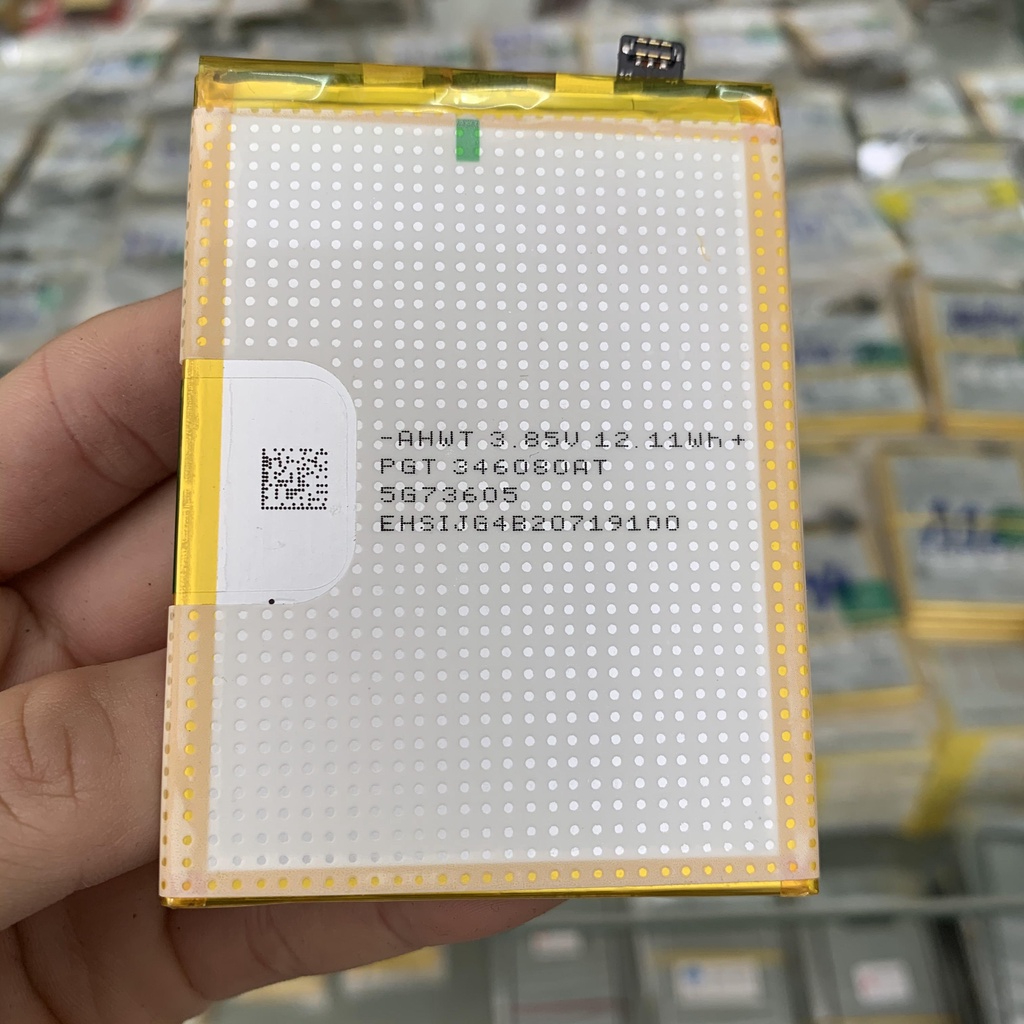 -AHWT 3.85V 12.11Wh+
PGT 346080AT
5G73605
EHSIJG4B20719100